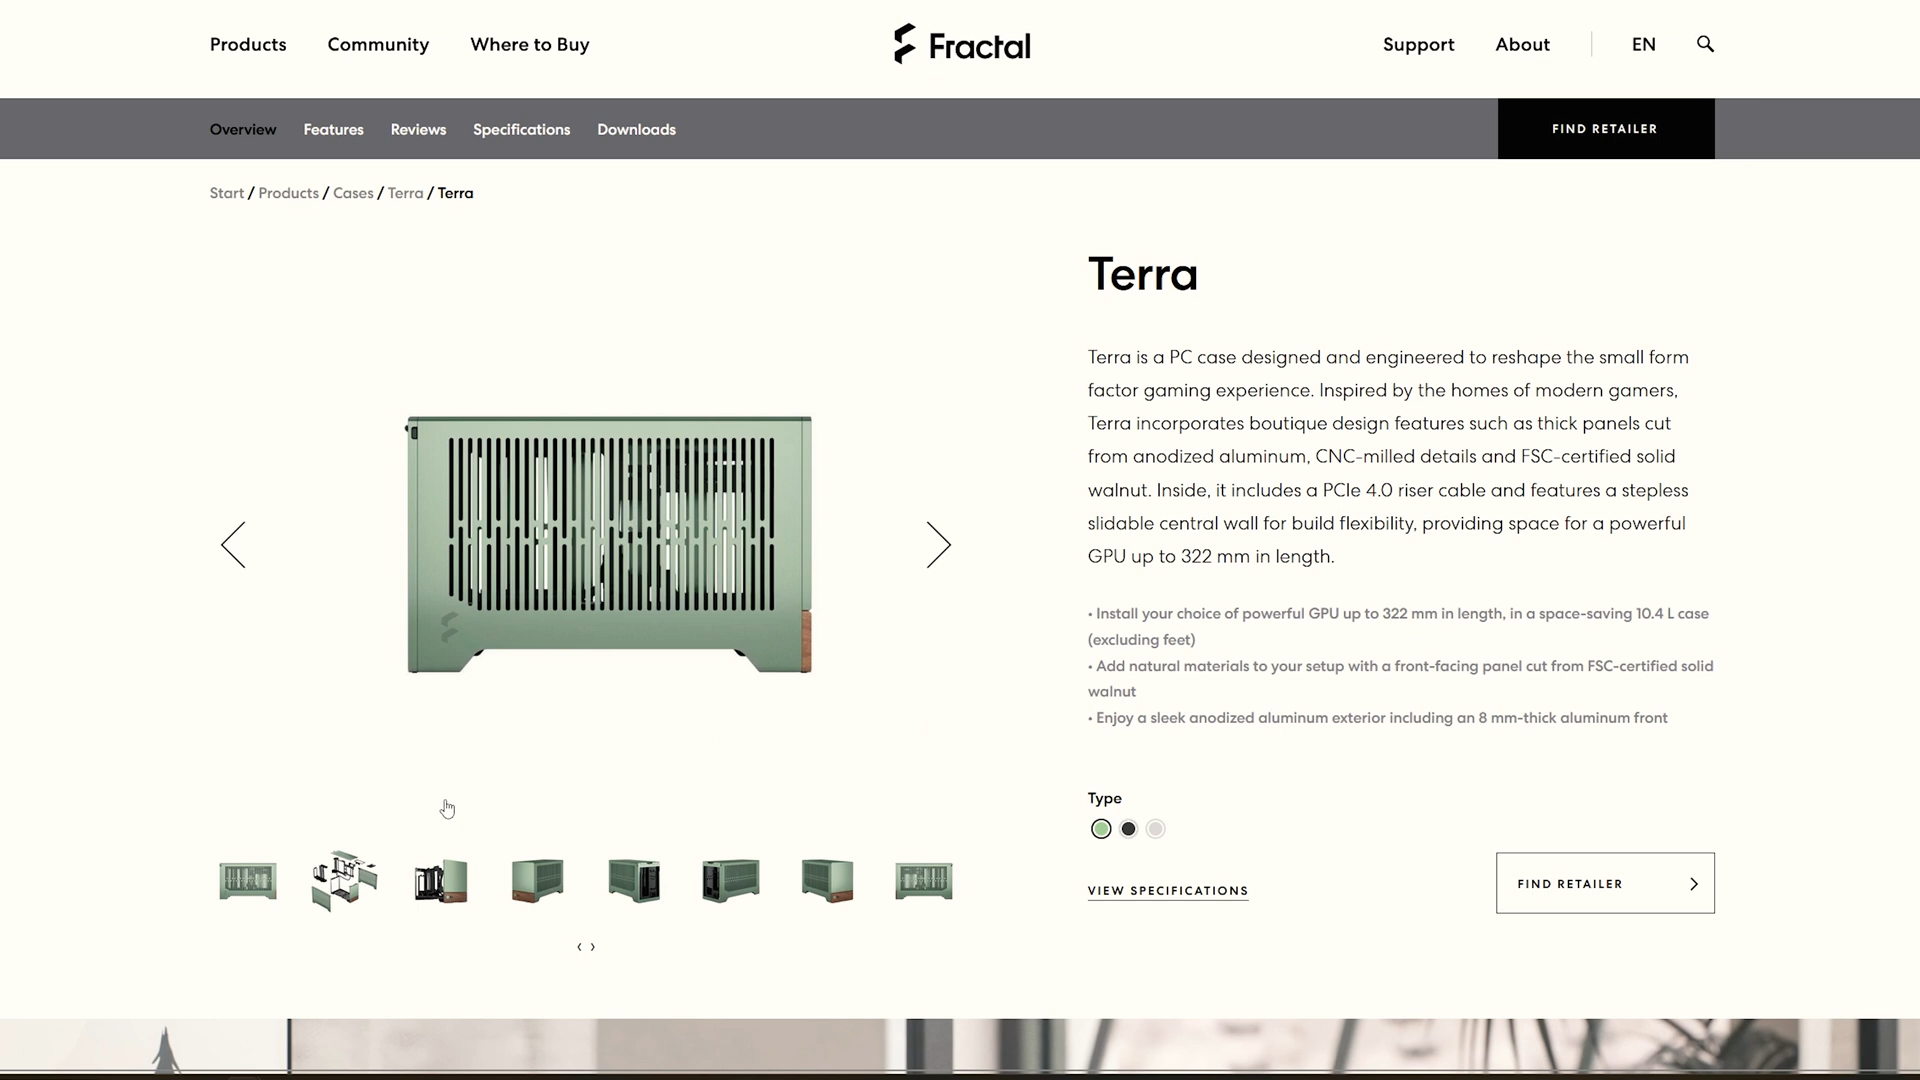 Products Community Where to Buy Fractal Support About EN
Overview Features Reviews Specifications Downloads FIND RETAILER
Start / Products / Cases / Terra / Terra
Terra
Terra is a PC case designed and engineered to reshape the small form
factor gaming experience. Inspired by the homes of modern gamers,
Terra incorporates boutique design features such as thick panels cut
from anodized aluminum, CNC-milled details and FSC-certified solid
walnut. Inside, it includes a PCIe 4.0 riser cable and features a stepless
slidable central wall for build flexibility, providing space for a powerful
GPU up to 322 mm in length.
• Install your choice of powerful GPU up to 322 mm in length, in a space-saving 10.4 L case
(excluding feet)
• Add natural materials to your setup with a front-facing panel cut from FSC-certified solid
walnut
• Enjoy a sleek anodized aluminum exterior including an 8 mm-thick aluminum front
Type
VIEW SPECIFICATIONS
FIND RETAILER